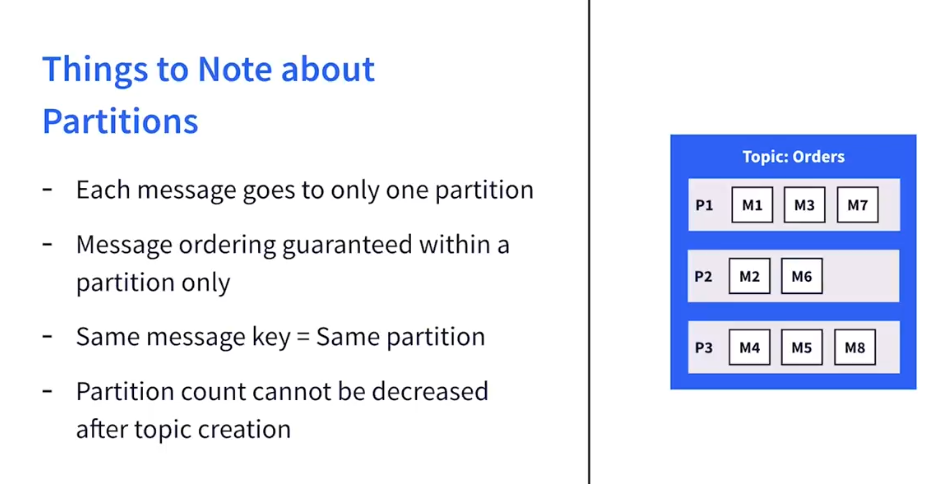 Things to Note about
Partitions
- Each message goes to only one partition
- Message ordering guaranteed within a
partition only
- Same message key = Same partition
- Partition count cannot be decreased
after topic creation
Topic: Orders
P1 M1 M3 M7
P2 M2 M6
P3 M4 M5 M8